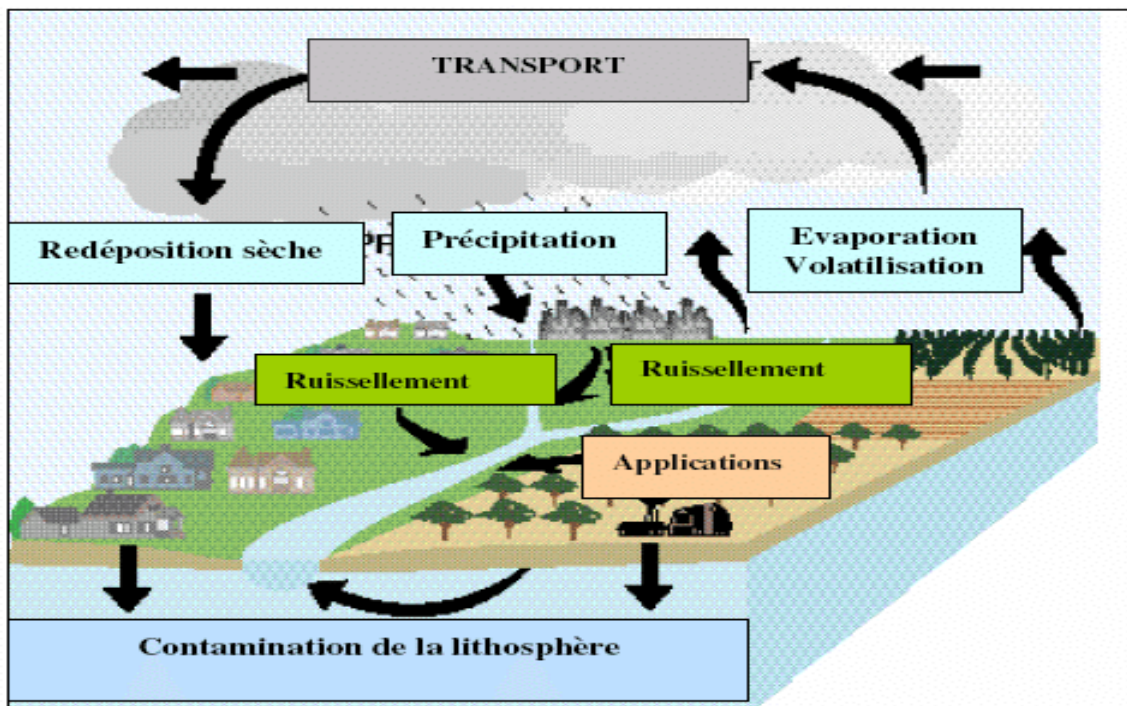 TRANSPORT
Redéposition sèche
Précipitation
Evaporation
Volatilisation
Ruissellement
Ruissellement
Applications
Contamination de la lithosphère